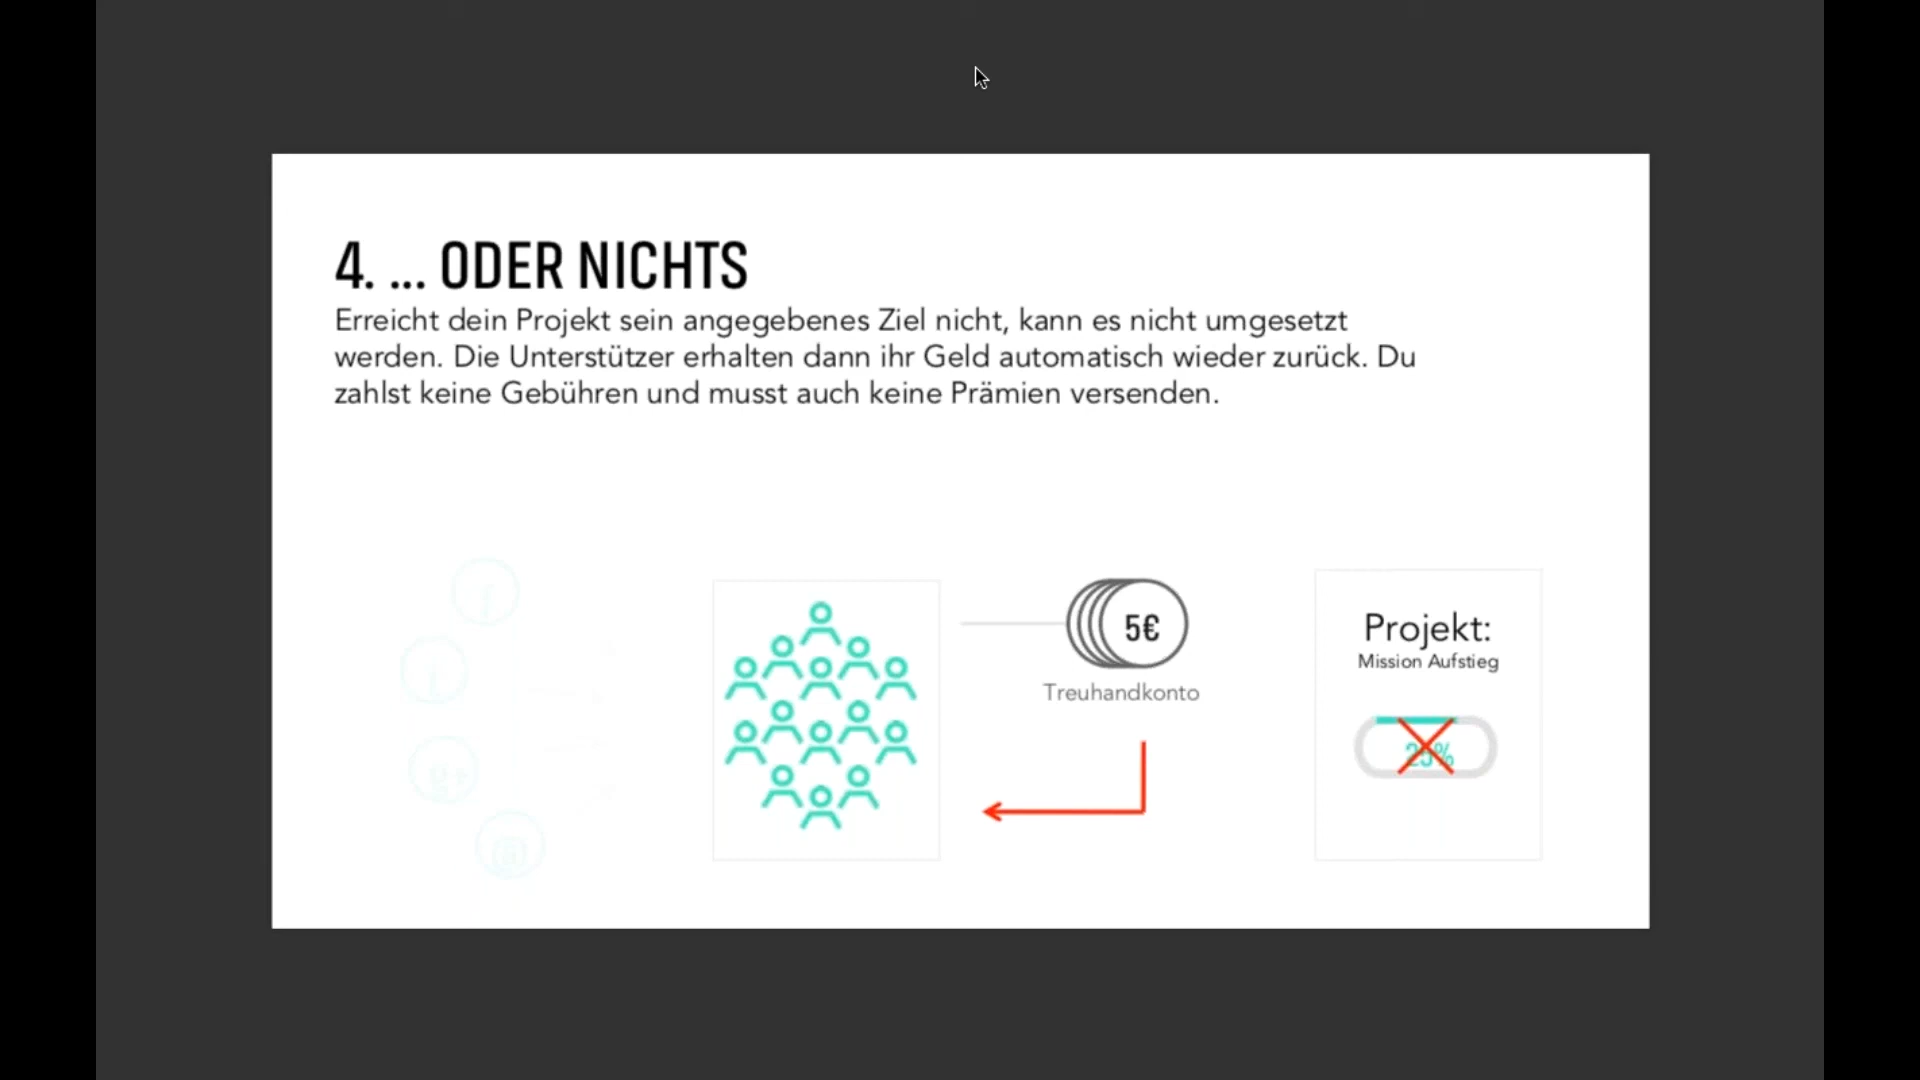 4. ... ODER NICHTS
Erreicht dein Projekt sein angegebenes Ziel nicht, kann es nicht umgesetzt
werden. Die Unterstützer erhalten dann ihr Geld automatisch wieder zurück. Du
zahlst keine Gebühren und musst auch keine Prämien versenden.
5€
Treuhandkonto
Projekt:
Mission Aufstieg
f
g+
@